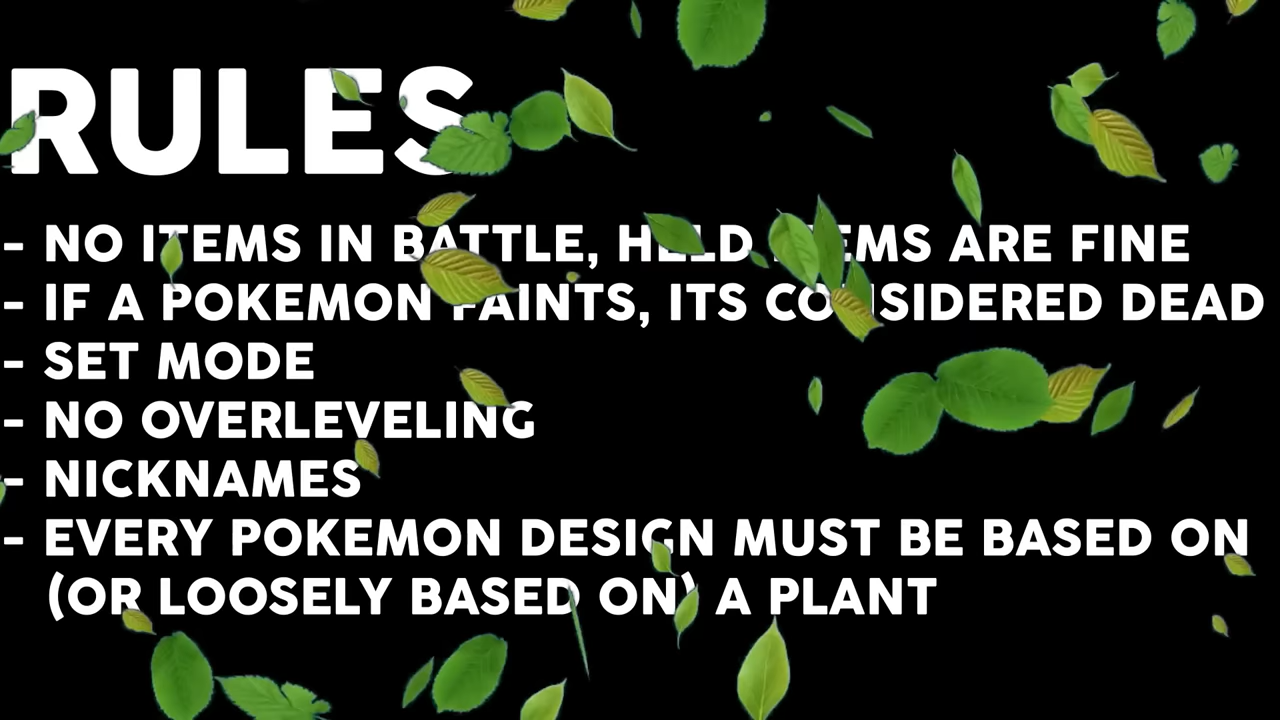 RULES
- NO ITEMS IN BATTLE, HELD ITEMS ARE FINE
- IF A POKEMON FAINTS, ITS CONSIDERED DEAD
- SET MODE
- NO OVERLEVELING
- NICKNAMES
- EVERY POKEMON DESIGN MUST BE BASED ON
(OR LOOSELY BASED ON) A PLANT